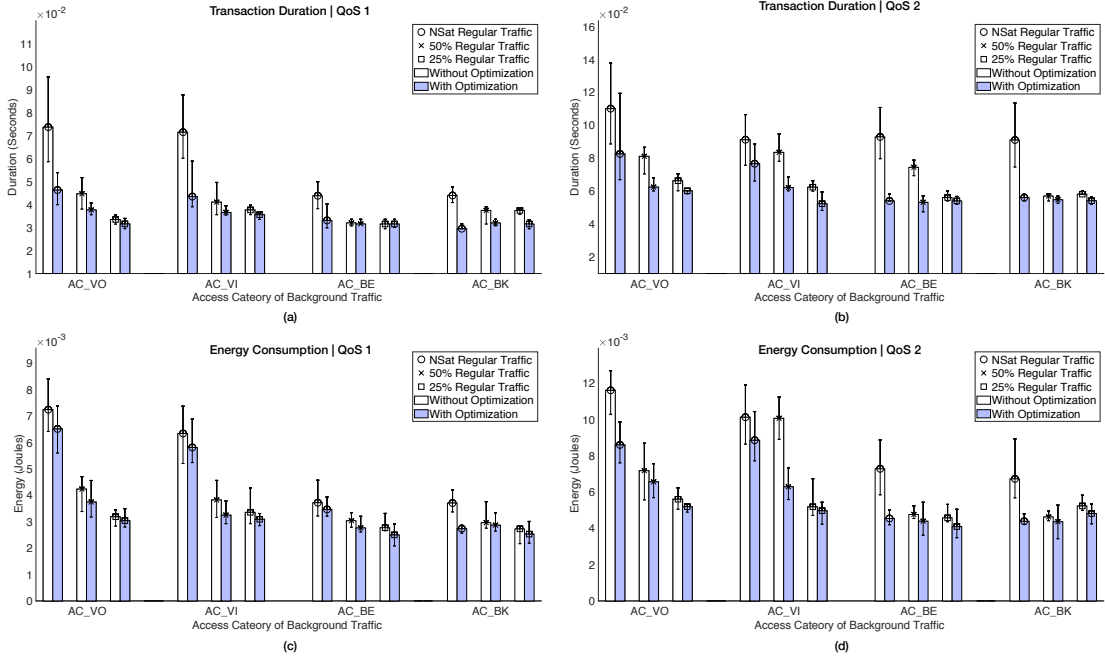 Transaction Duration | QoS 1
×10⁻²
11
10
9
8
7
6
5
4
3
2
1
Duration (Seconds)
NSat Regular Traffic
50% Regular Traffic
25% Regular Traffic
Without Optimization
With Optimization
AC_VO AC_VI AC_BE AC_BK
Access Cateory of Background Traffic
(a)
Transaction Duration | QoS 2
×10⁻²
16
14
12
10
8
6
4
2
Duration (Seconds)
NSat Regular Traffic
50% Regular Traffic
25% Regular Traffic
Without Optimization
With Optimization
AC_VO AC_VI AC_BE AC_BK
Access Cateory of Background Traffic
(b)
Energy Consumption | QoS 1
×10⁻³
9
8
7
6
5
4
3
2
1
0
Energy (Joules)
NSat Regular Traffic
50% Regular Traffic
25% Regular Traffic
Without Optimization
With Optimization
AC_VO AC_VI AC_BE AC_BK
Access Cateory of Background Traffic
(c)
Energy Consumption | QoS 2
×10⁻³
12
10
8
6
4
2
0
Energy (Joules)
NSat Regular Traffic
50% Regular Traffic
25% Regular Traffic
Without Optimization
With Optimization
AC_VO AC_VI AC_BE AC_BK
Access Cateory of Background Traffic
(d)